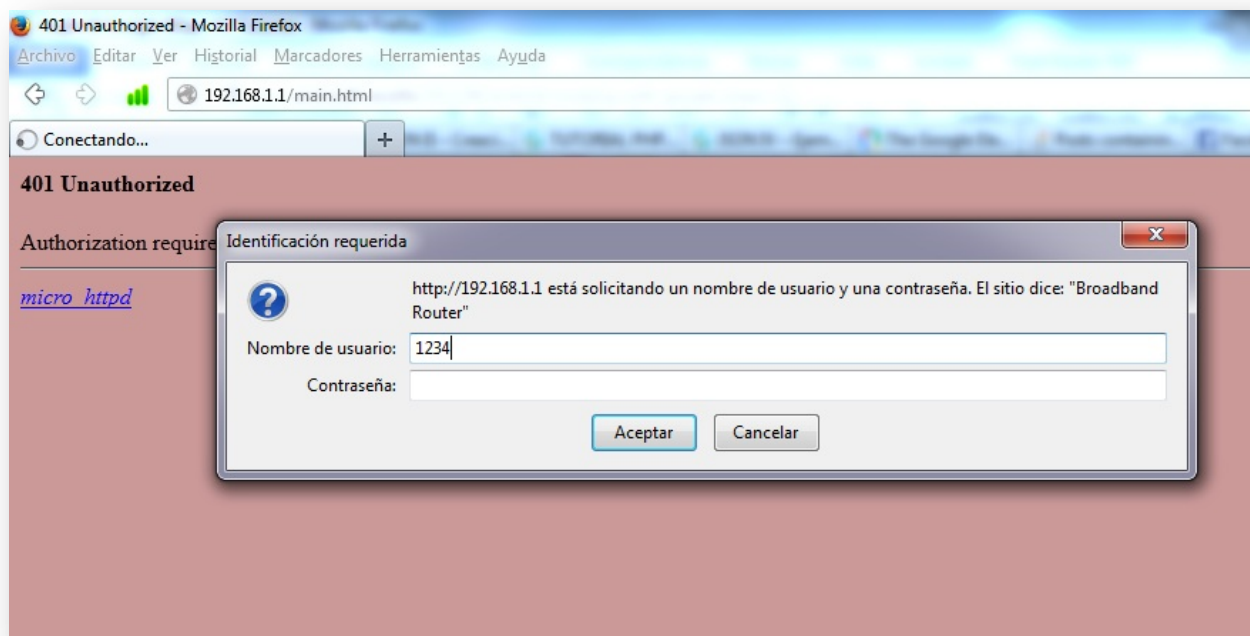 401 Unauthorized - Mozilla Firefox
Archivo Editar Ver Historial Marcadores Herramientas Ayuda
192.168.1.1/main.html
Conectando... +
401 Unauthorized
Authorization require
micro_httpd
Identificación requerida
http://192.168.1.1 está solicitando un nombre de usuario y una contraseña. El sitio dice: "Broadband
Router"
Nombre de usuario: 1234
Contraseña:
Aceptar Cancelar